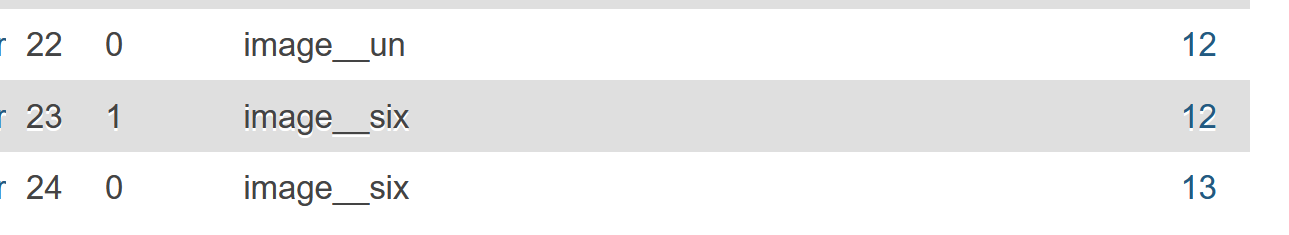 r 22 0 image__un 12
r 23 1 image__six 12
r 24 0 image__six 13